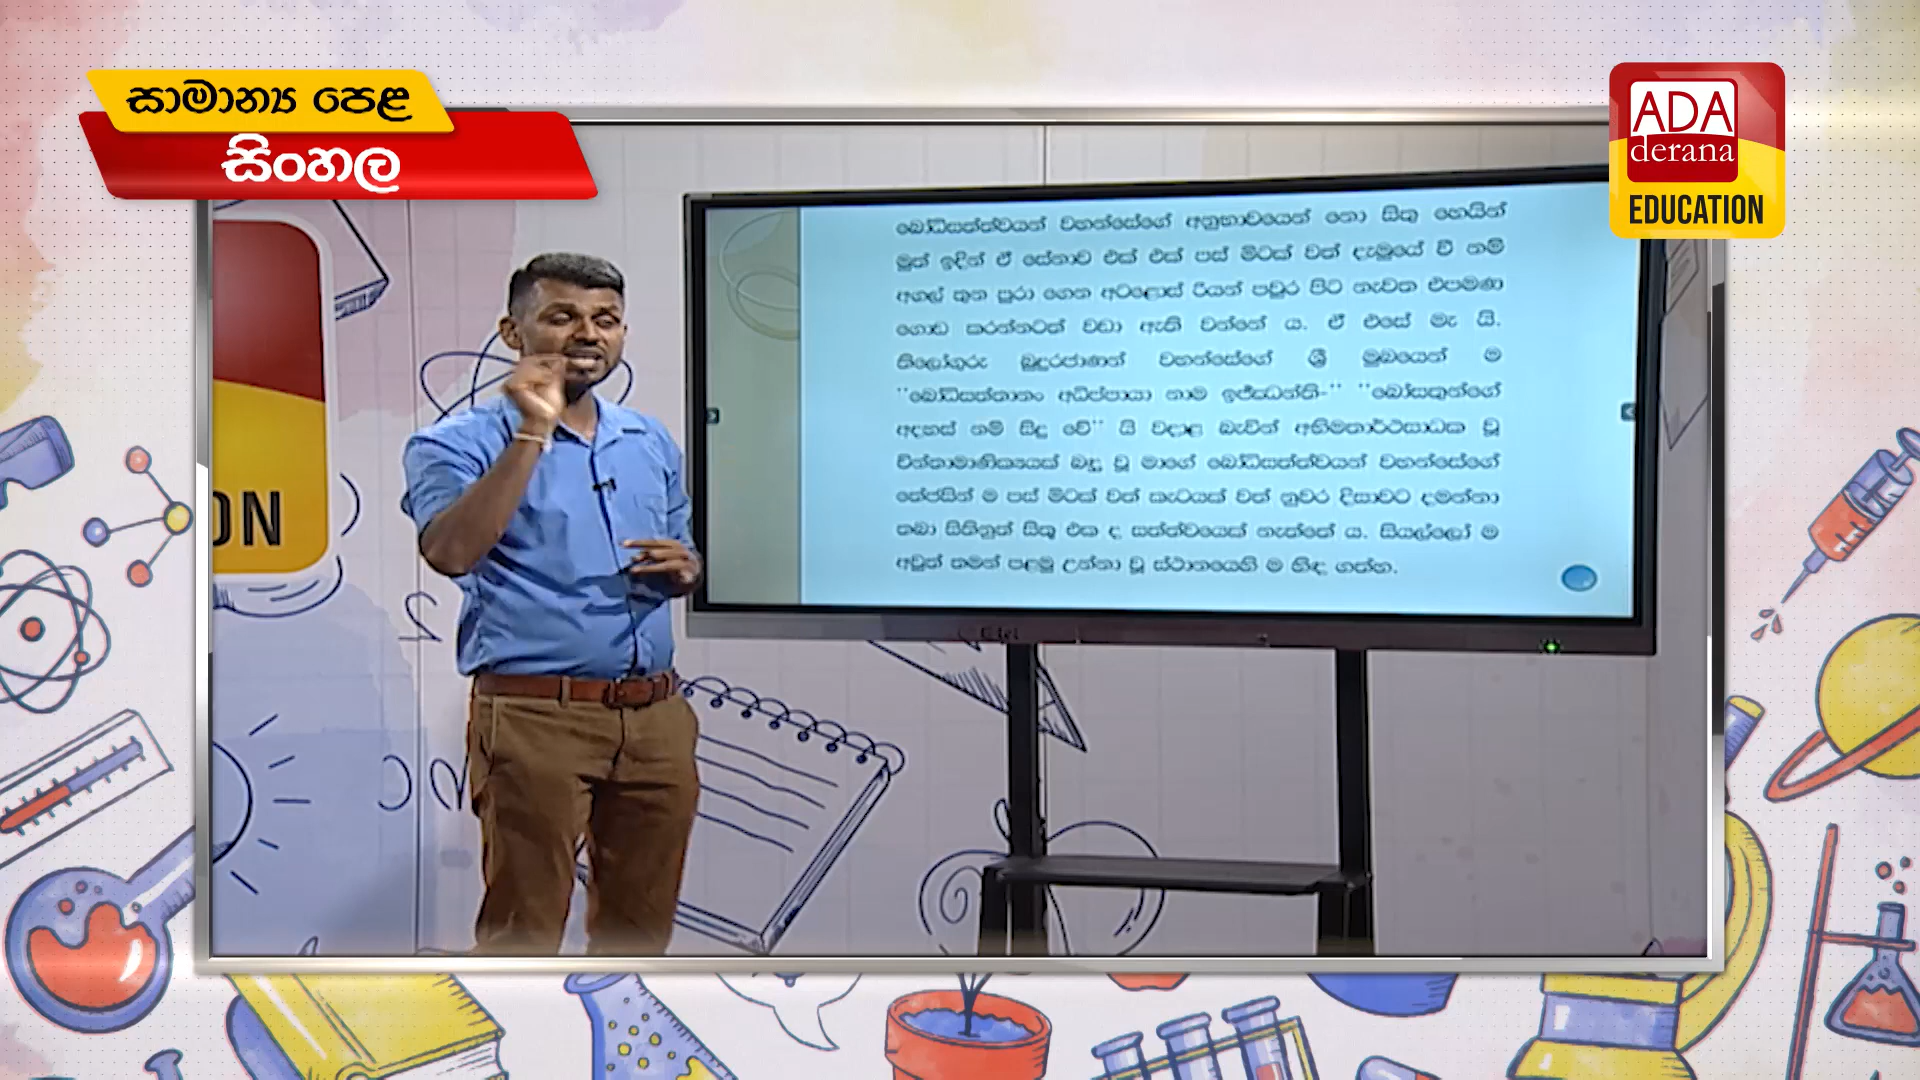 සාමාන්‍ය පෙළ
සිංහල
ADA
derana
EDUCATION
ON
බෝධිසත්ත්වයන් වහන්සේගේ අනුභාවයෙන් නො සිතූ හෙයින්
මුත් ඉදින් ඒ සේනාව එක් එක් පස් මිටක් වත් දැමූයේ වී නම්
අගල් තුන පුරා ගෙන අටළොස් රියන් පවුර පිට නැවත එපමණ
ගොඩ කරන්නටත් වඩා ඇති වන්නේ ය. ඒ එසේ මැ යි.
තිලෝගුරු බුදුරජාණන් වහන්සේගේ ශ්‍රී මුඛයෙන් ම
"බෝධිසත්තානං අධිප්පායා නාම ඉජ්ඣන්ති-" "බෝසතුන්ගේ
අදහස් නම් සිදු වේ" යි වදාළ බැවින් අභිමතාර්ථසාධක වූ
චින්තාමාණික්‍යයක් බඳු වූ මාගේ බෝධිසත්ත්වයන් වහන්සේගේ
තේජසින් ම පස් මිටක් වත් කැටයක් වත් නුවර දිසාවට දමන්නා
තබා සිතිනුත් සිතූ එක ද සත්ත්වයෙක් නැත්තේ ය. සියල්ලෝ ම
අවුත් තමන් පළමු උන්නා වූ ස්ථානයෙහි ම හිඳ ගත්හ.